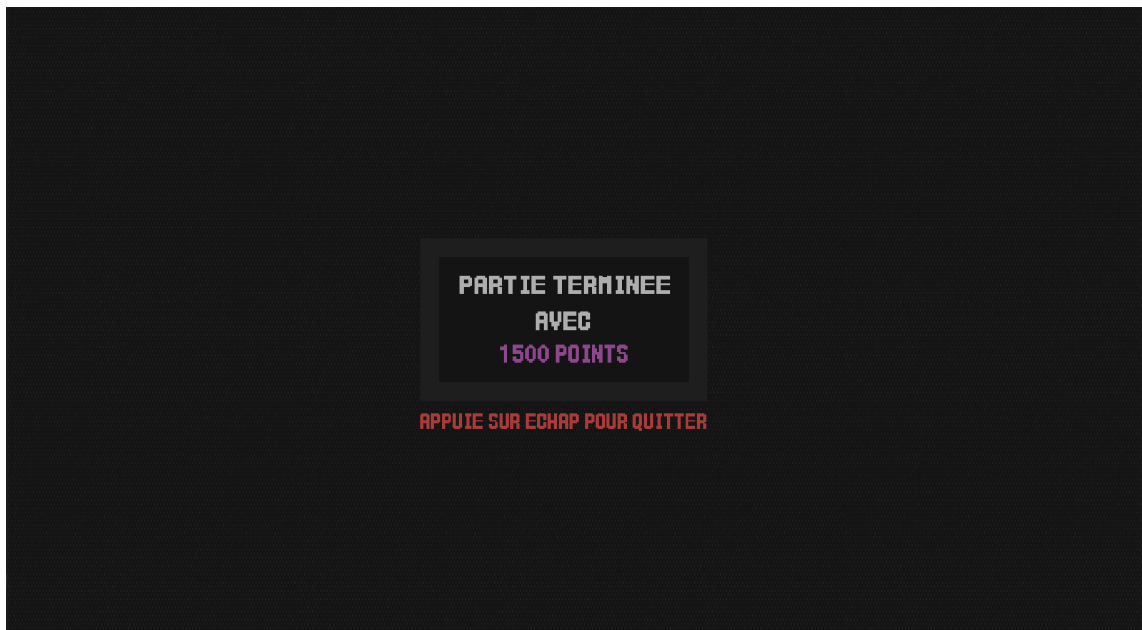 PARTIE TERMINEE
AVEC
1500 POINTS
APPUIE SUR ECHAP POUR QUITTER